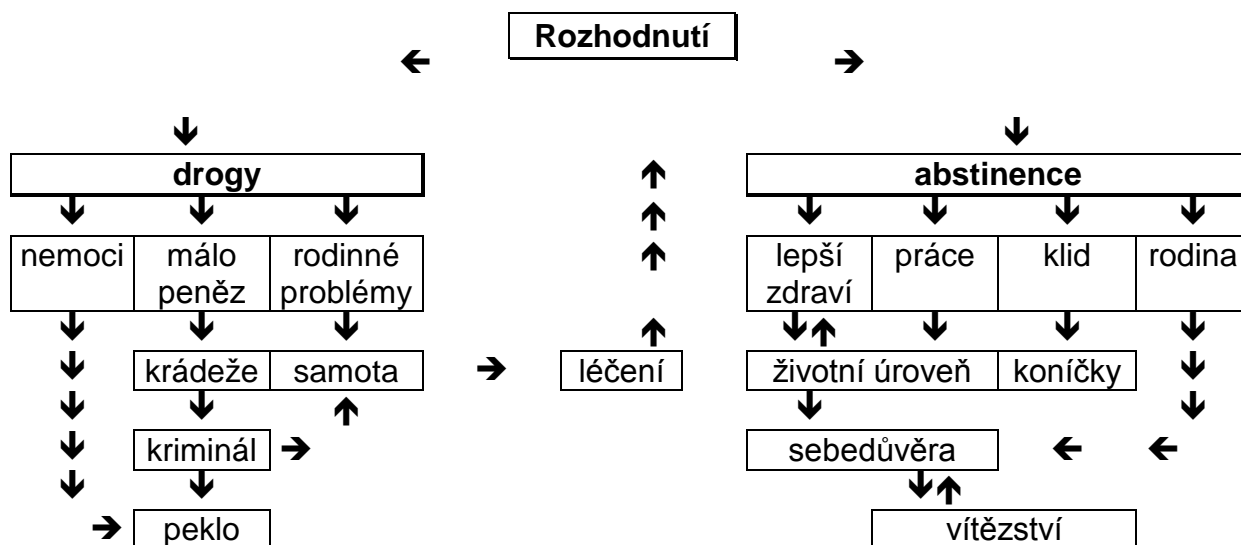 Rozhodnutí
drogy
abstinence
nemoci
málo
peněz
rodinné
problémy
lepší
zdraví
práce
klid
rodina
krádeže
samota
léčení
životní úroveň
koníčky
kriminál
sebedůvěra
peklo
vítězství